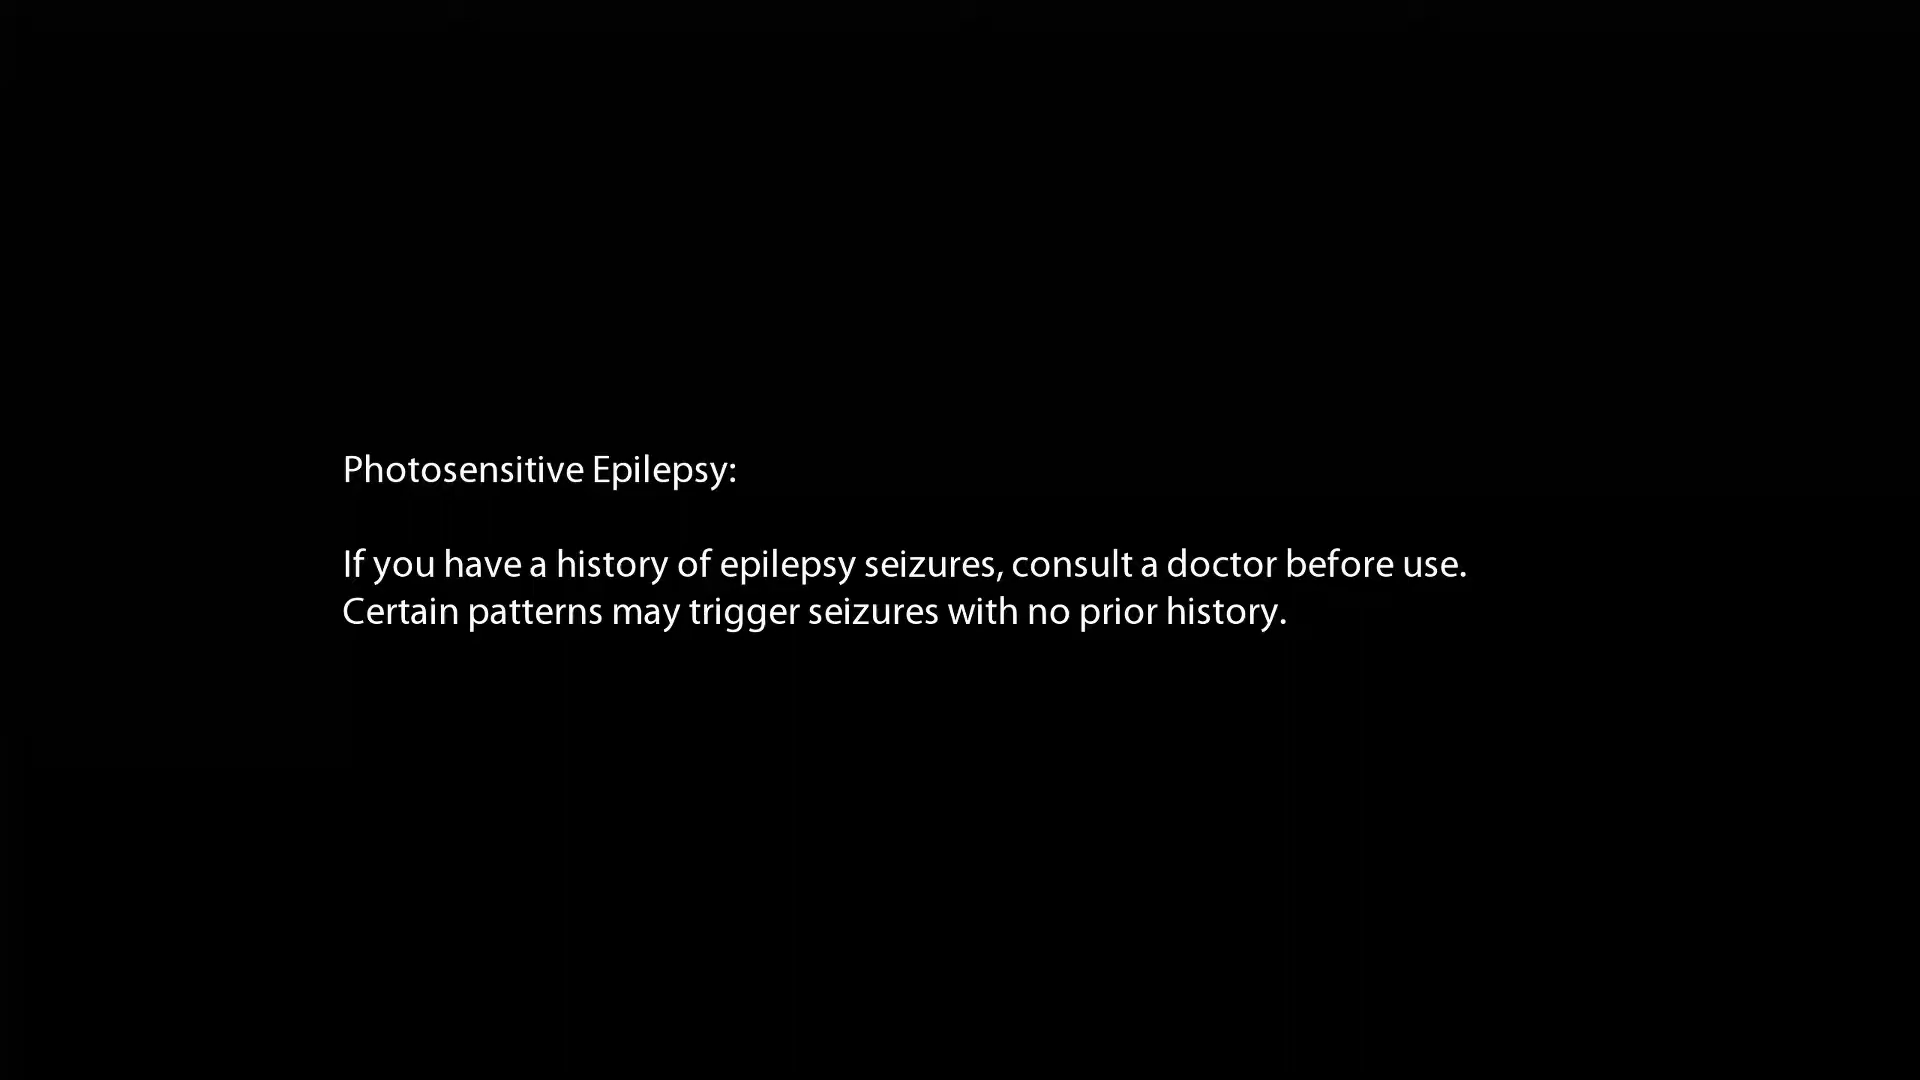 Photosensitive Epilepsy:
If you have a history of epilepsy seizures, consult a doctor before use.
Certain patterns may trigger seizures with no prior history.